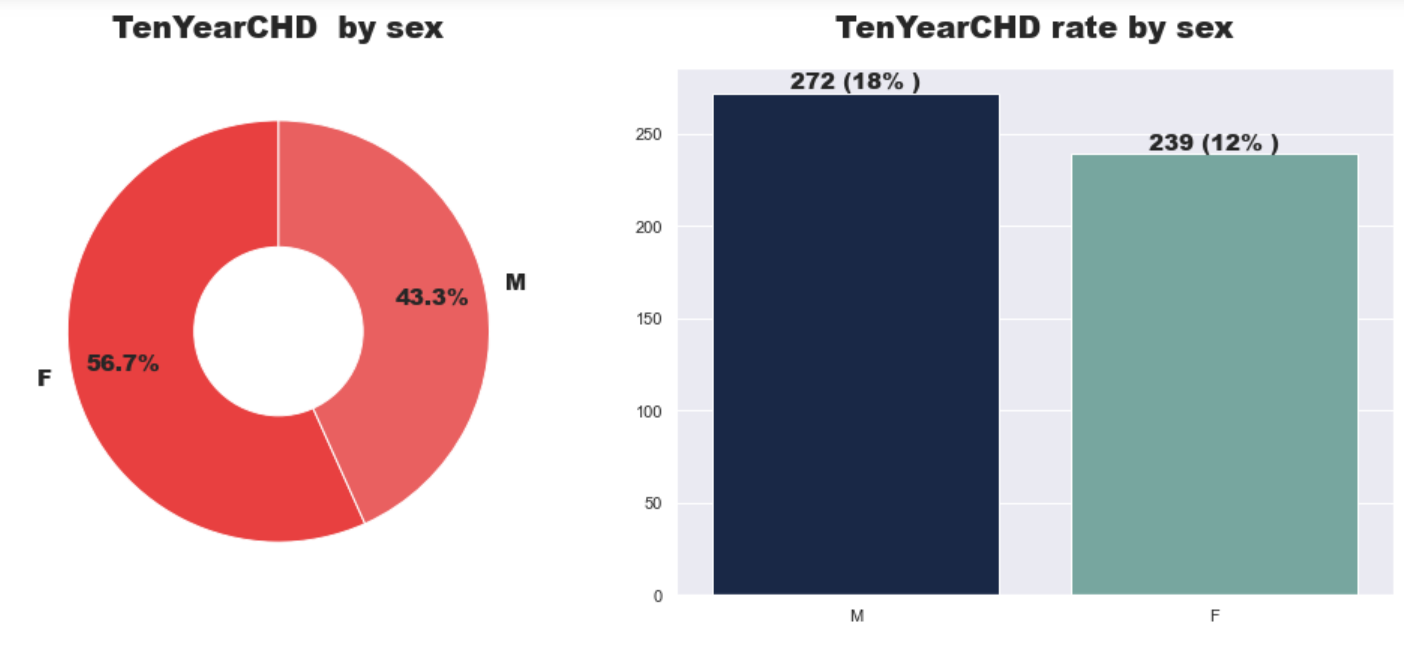 TenYearCHD  by sex
M
43.3%
56.7%
F
TenYearCHD rate by sex
272 (18% )
239 (12% )
250
200
150
100
50
0
M
F